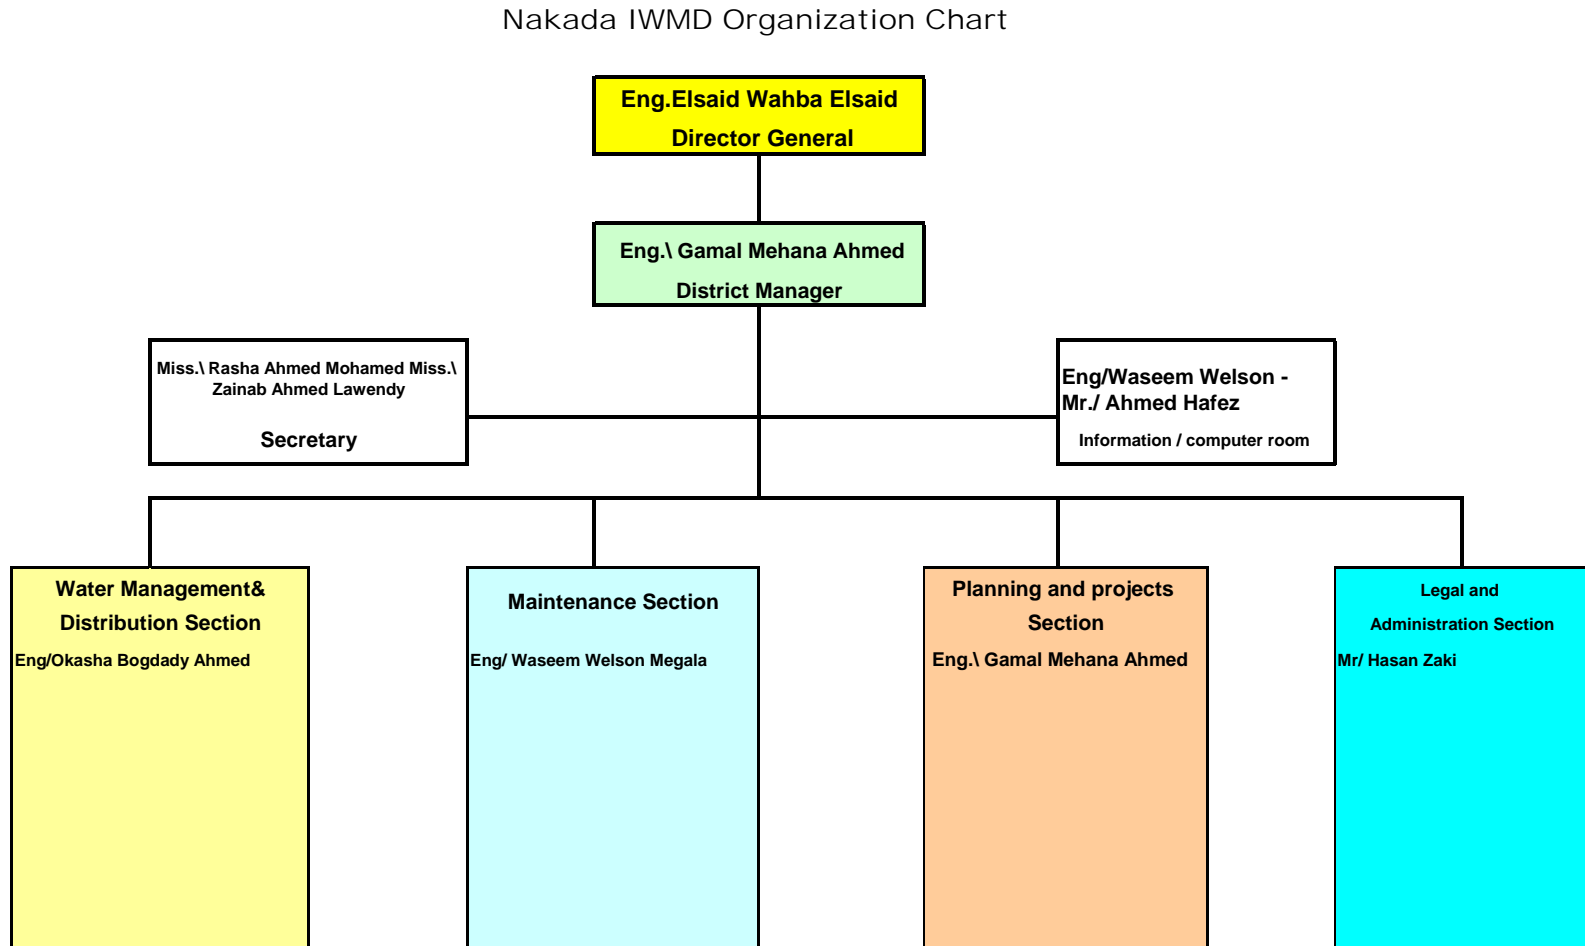 Nakada IWMD Organization Chart
Eng.Elsaid Wahba Elsaid
Director General
Eng.\ Gamal Mehana Ahmed
District Manager
Miss.\ Rasha Ahmed Mohamed Miss.\
Zainab Ahmed Lawendy
Secretary
Eng/Waseem Welson -
Mr./ Ahmed Hafez
Information / computer room
Water Management&
Distribution Section
Eng/Okasha Bogdady Ahmed
Maintenance Section
Eng/ Waseem Welson Megala
Planning and projects
Section
Eng.\ Gamal Mehana Ahmed
Legal and
Administration Section
Mr/ Hasan Zaki